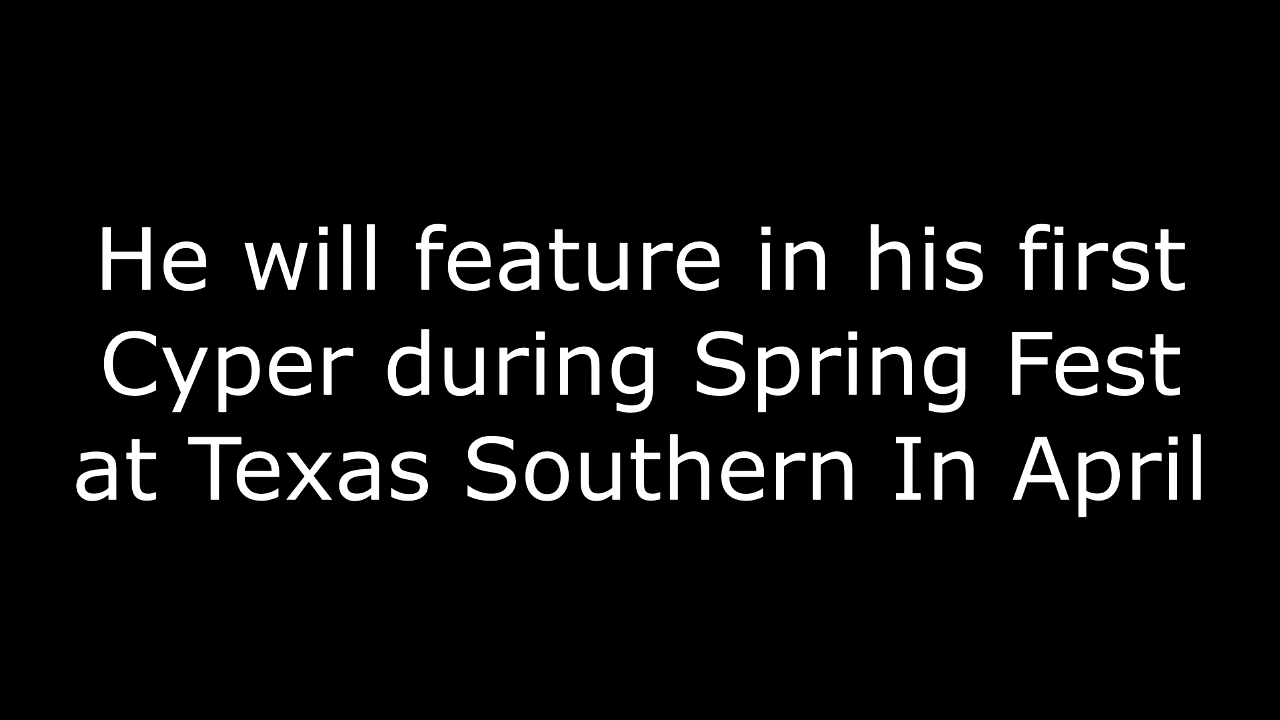 He will feature in his first
Cyper during Spring Fest
at Texas Southern In April